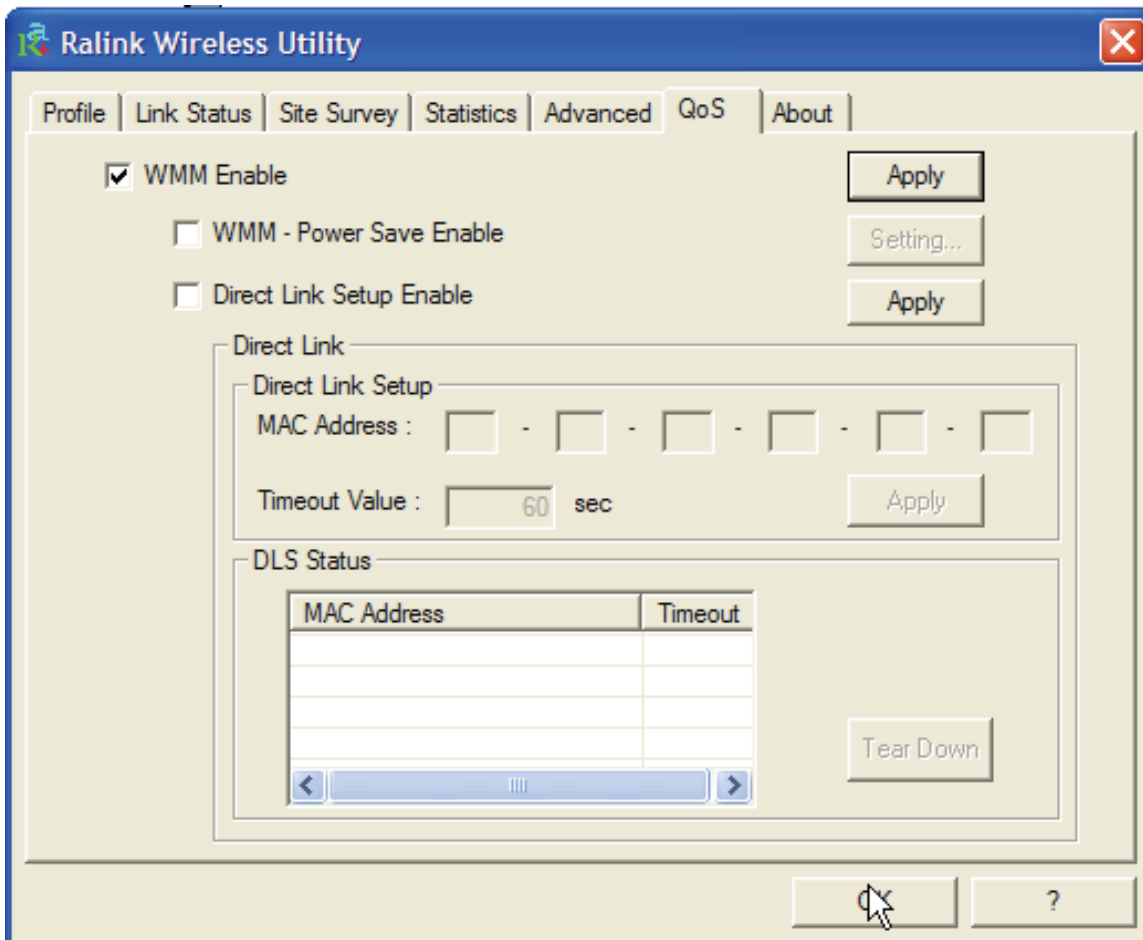 Ralink Wireless Utility
Profile Link Status Site Survey Statistics Advanced QoS About
WMM Enable Apply
WMM - Power Save Enable Setting...
Direct Link Setup Enable Apply
Direct Link
Direct Link Setup
MAC Address : - - - - -
Timeout Value : 60 sec Apply
DLS Status
MAC Address Timeout
Tear Down
OK ?